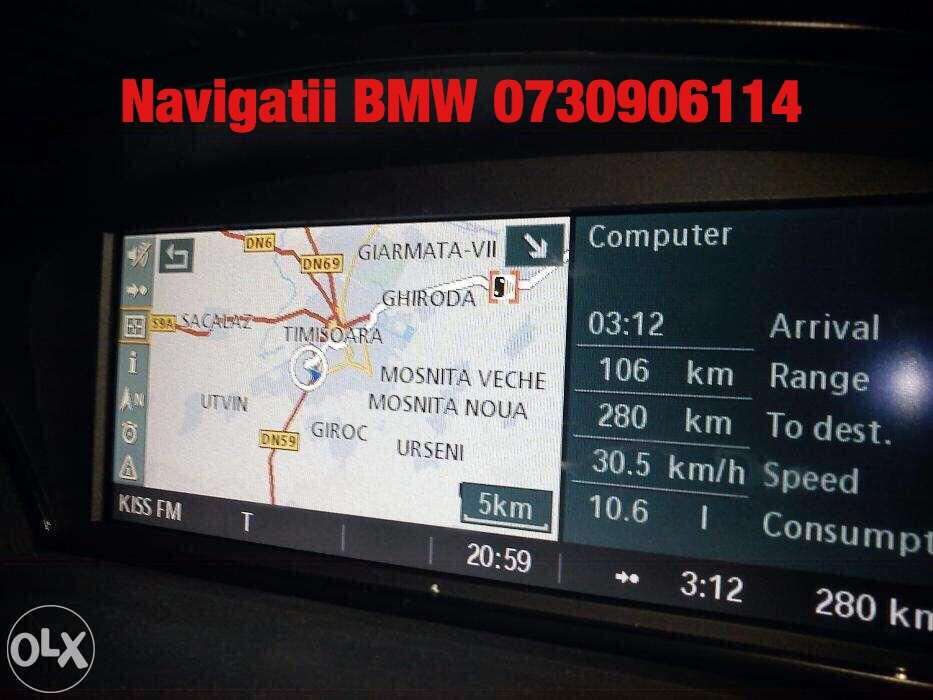 Navigatii BMW 0730906114
DN6
GIARMATA-VII
DN69
GHIRODA
59A
SACALAZ
TIMISOARA
MOSNITA VECHE
UTVIN
MOSNITA NOUA
DN59
GIROC
URSENI
i
N
5km
Computer
03:12 Arrival
106 km Range
280 km To dest.
30.5 km/h Speed
10.6 l Consumpt
KISS FM
T
20:59
3:12
280 km
OLX